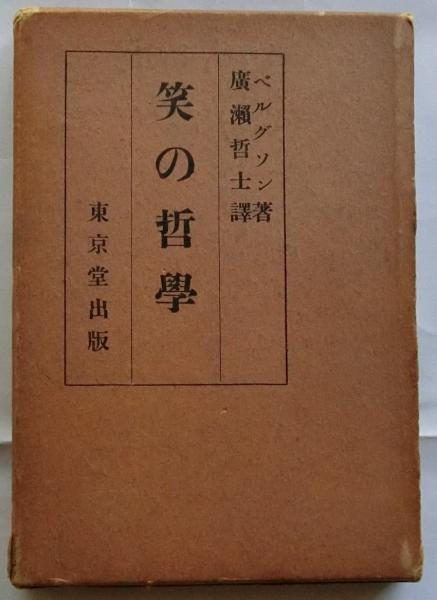 ベルグソン著
廣瀨哲士譯
笑の哲學
東京堂出版